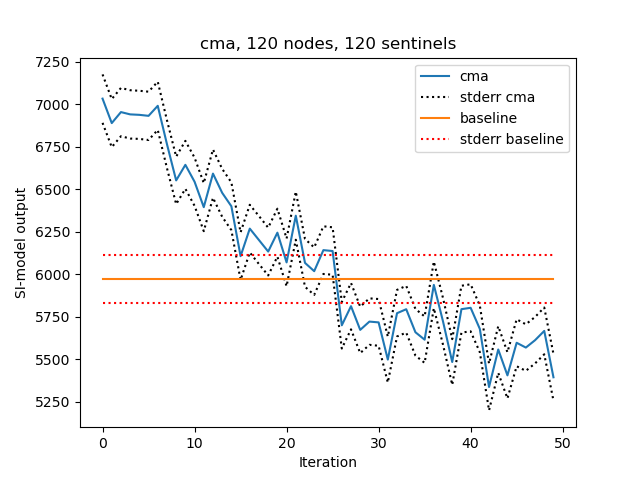 cma, 120 nodes, 120 sentinels
7250
7000
6750
6500
6250
6000
5750
5500
5250
SI-model output
cma
stderr cma
baseline
stderr baseline
0 10 20 30 40 50
Iteration